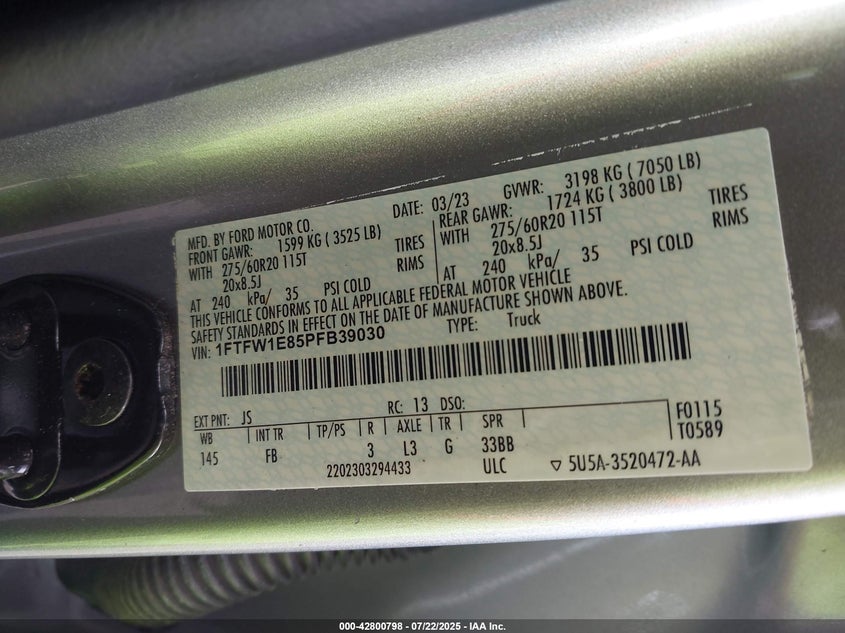 MFD. BY FORD MOTOR CO.
DATE: 03/23 GVWR: 3198 KG ( 7050 LB)
FRONT GAWR: 1599 KG ( 3525 LB)
WITH 275/60R20 115T TIRES
20x8.5J RIMS
AT 240 kPa/ 35 PSI COLD
REAR GAWR: 1724 KG ( 3800 LB)
WITH 275/60R20 115T TIRES
20x8.5J RIMS
AT 240 kPa/ 35 PSI COLD
THIS VEHICLE CONFORMS TO ALL APPLICABLE FEDERAL MOTOR VEHICLE
SAFETY STANDARDS IN EFFECT ON THE DATE OF MANUFACTURE SHOWN ABOVE.
VIN: 1FTFW1E85PFB39030 TYPE: Truck
EXT PNT: JS RC: 13 DSO:
WB INT TR TP/PS R AXLE TR SPR F0115
145 FB 3 L3 G 33BB T0589
2202303294433 ULC ▽ 5U5A-3520472-AA
000-42800798 - 07/22/2025 - IAA Inc.